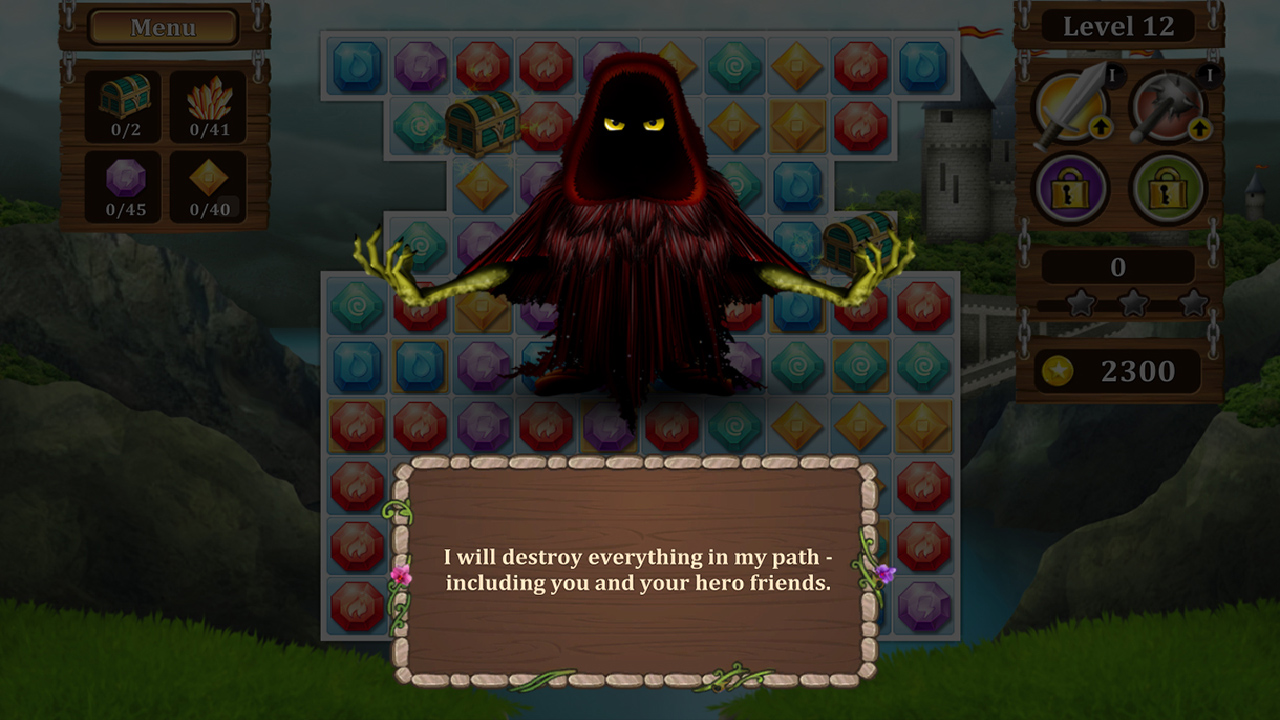 Menu
0/2
0/41
0/45
0/40
Level 12
I
I
0
2300
I will destroy everything in my path -
including you and your hero friends.